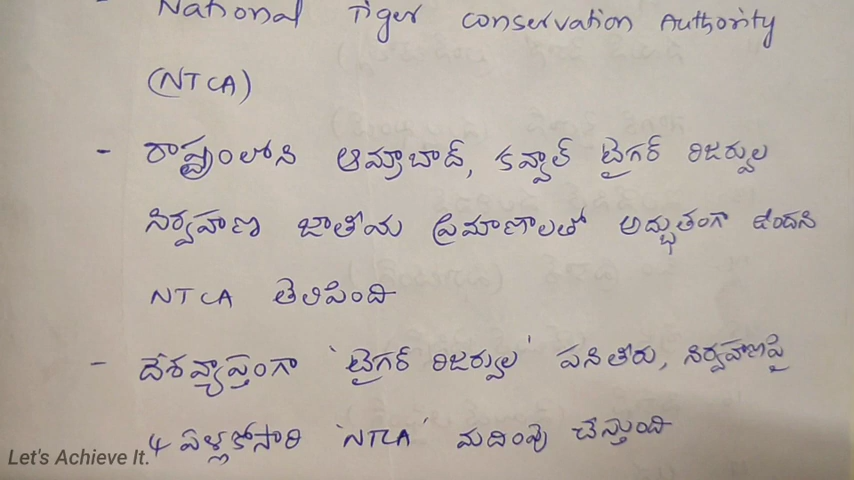 - National Tiger Conservation Authority
(NTCA)
- రాష్ట్రంలోని ఆమ్రాబాద్, కవ్వాల్ టైగర్ రిజర్వుల
నిర్వహణ జాతీయ ప్రమాణాలతో అద్భుతంగా ఉందని
NTCA తెలిపింది
- దేశవ్యాప్తంగా 'టైగర్ రిజర్వుల' పనితీరు, నిర్వహణపై
4 ఏళ్లకోసారి 'NTCA' మదింపు చేస్తుంది
Let's Achieve It.